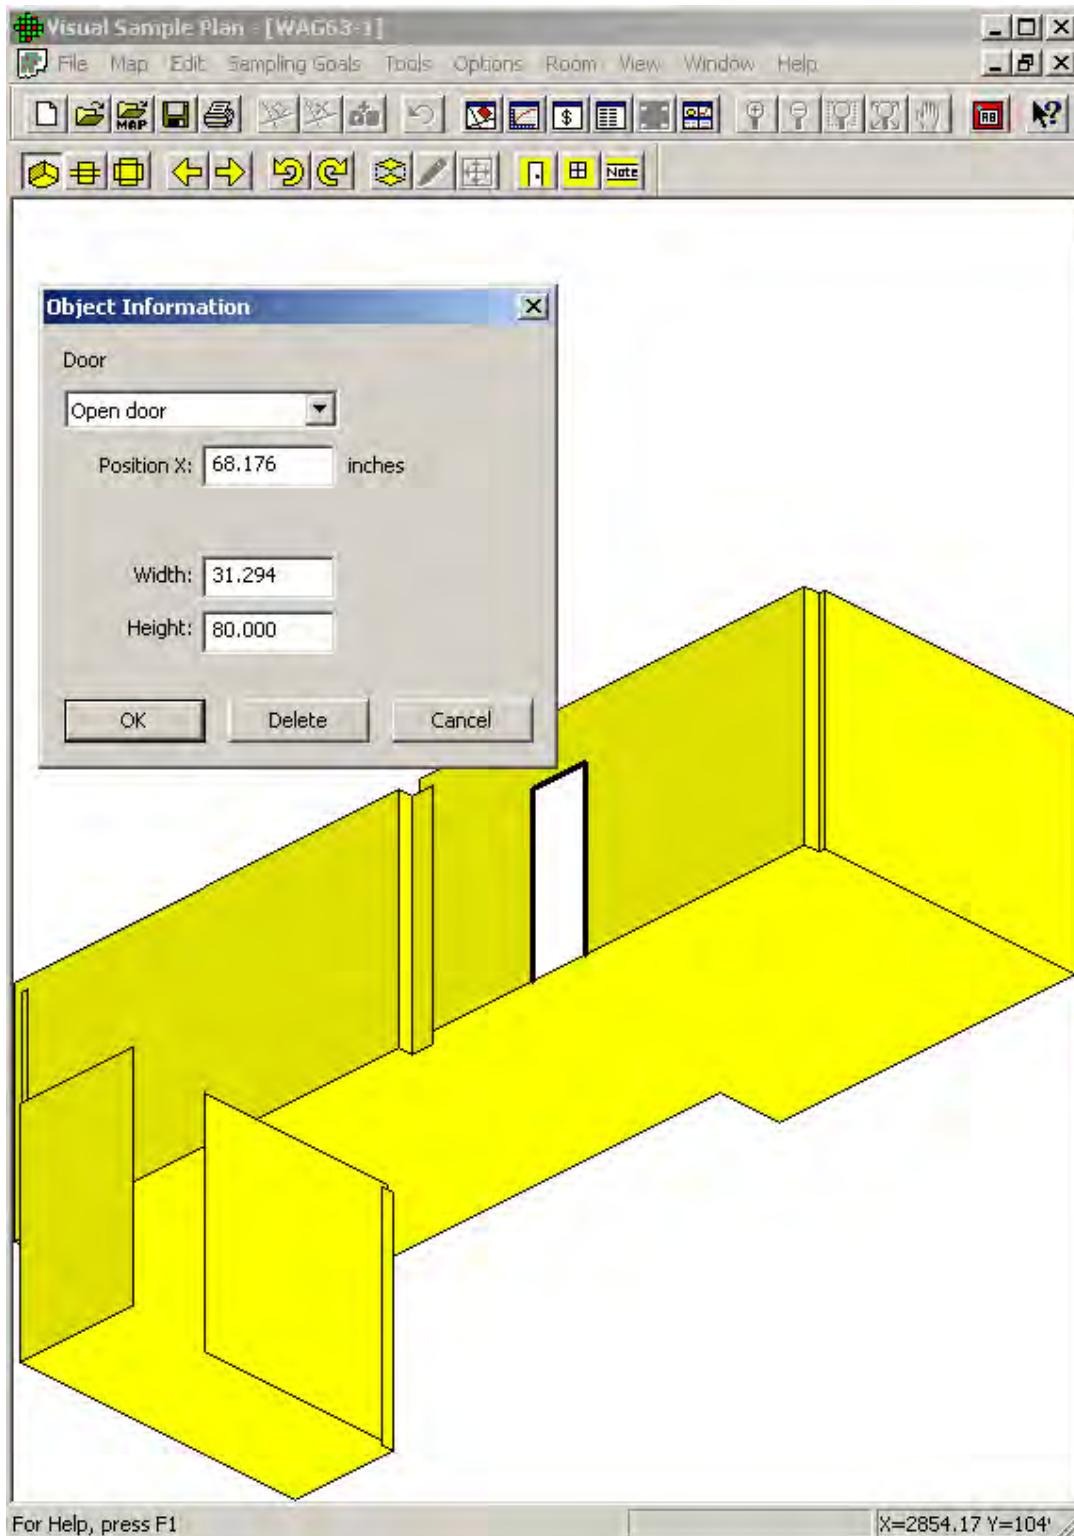 Visual Sample Plan - [WAG63-1]
File Map Edit Sampling Goals Tools Options Room View Window Help
MAP $ RB ?
Note
Object Information
Door
Open door
Position X: 68.176 inches
Width: 31.294
Height: 80.000
OK Delete Cancel
For Help, press F1 X=2854.17 Y=104'